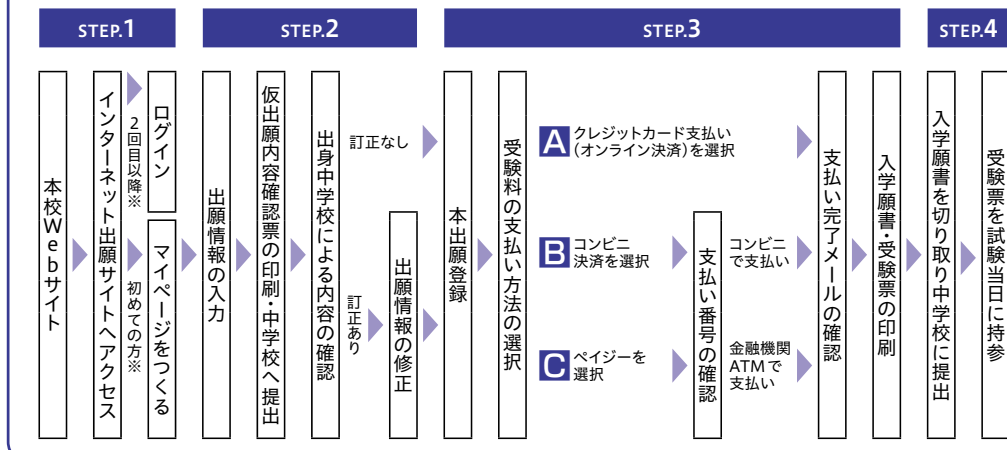 STEP.1
STEP.2
STEP.3
STEP.4
本校Webサイト
インターネット出願サイトへアクセス
2回目以降※
初めての方※
ログイン
マイページをつくる
出願情報の入力
仮出願内容確認票の印刷・中学校へ提出
出身中学校による内容の確認
訂正なし
訂正あり
出願情報の修正
本出願登録
受験料の支払い方法の選択
A クレジットカード支払い
(オンライン決済)を選択
B コンビニ
決済を選択
C ペイジーを
選択
支払い番号の確認
コンビニ
で支払い
金融機関
ATMで
支払い
支払い完了メールの確認
入学願書・受験票の印刷
入学願書を切り取り中学校に提出
受験票を試験当日に持参